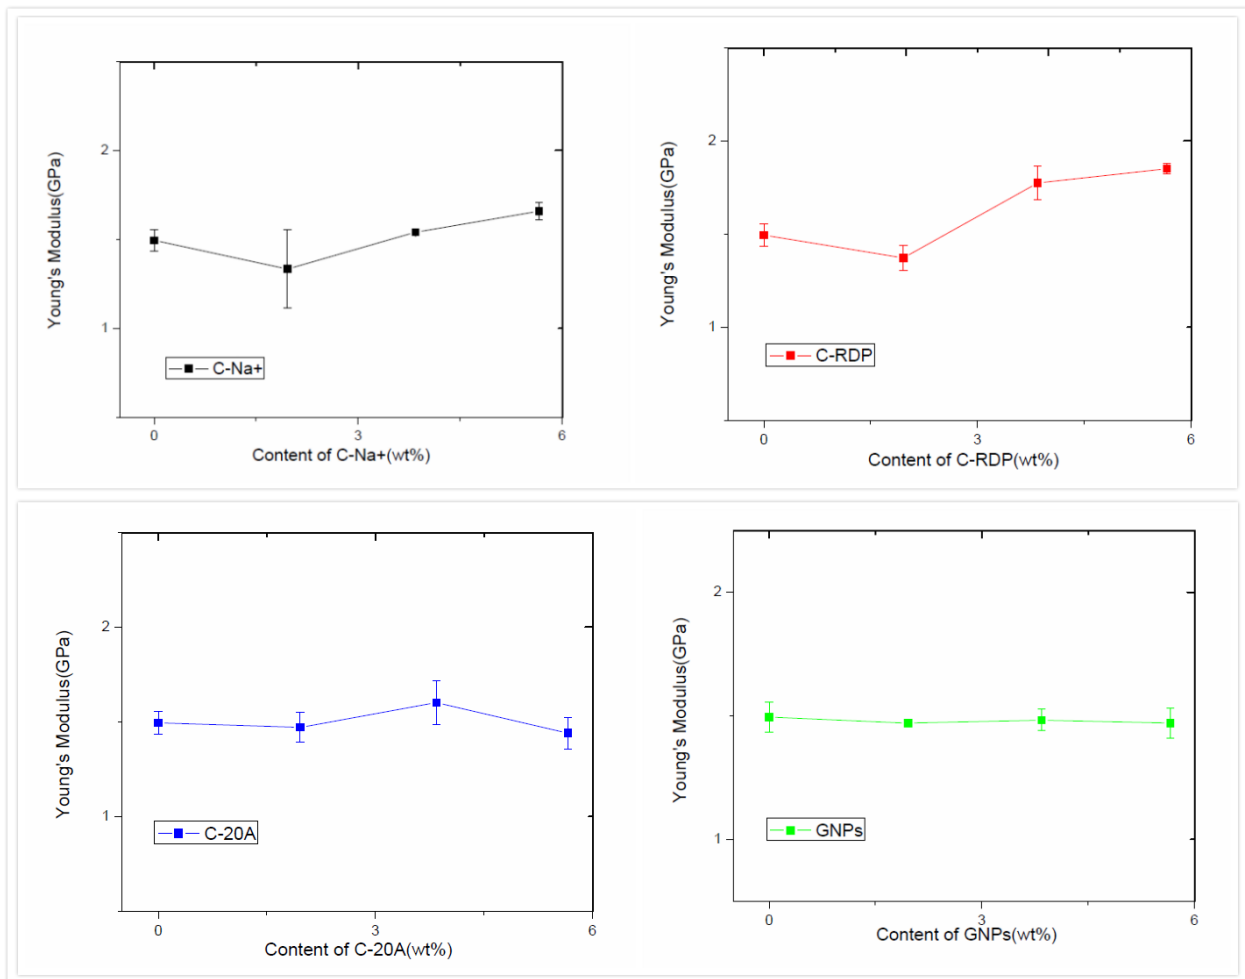 Young's Modulus(GPa)
2
1
C-Na+
0 3 6
Content of C-Na+(wt%)
Young's Modulus(GPa)
2
1
C-RDP
0 3 6
Content of C-RDP(wt%)
Young's Modulus(GPa)
2
1
C-20A
0 3 6
Content of C-20A(wt%)
Young's Modulus(GPa)
2
1
GNPs
0 3 6
Content of GNPs(wt%)